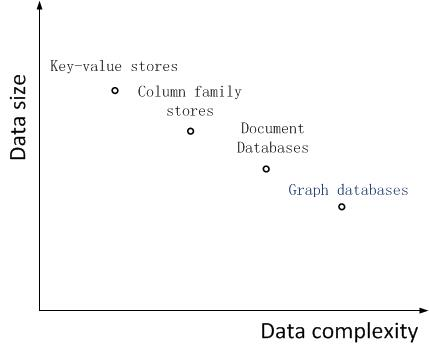 Key-value stores
Column family
stores
Document
Databases
Graph databases
Data size
Data complexity